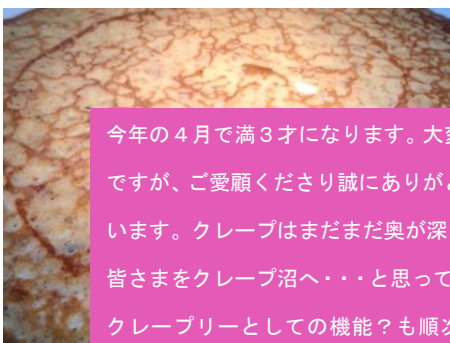 今年の４月で満３才になります。大変
ですが、ご愛顧くださり誠にありがと
います。クレープはまだまだ奥が深
皆さまをクレープ沼へ・・・と思って
クレープリーとしての機能？も順次